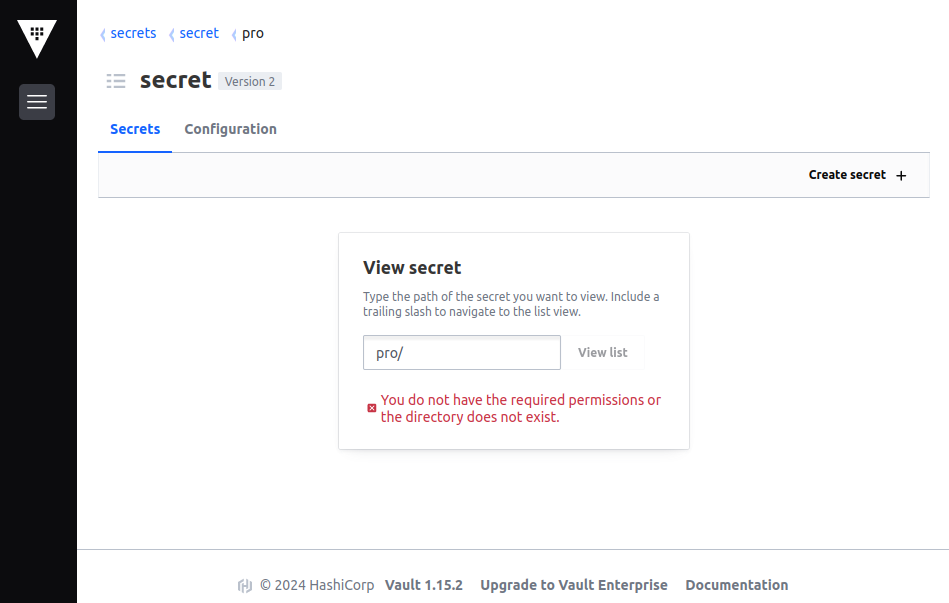 secrets secret pro
secret Version 2
Secrets Configuration
Create secret +
View secret
Type the path of the secret you want to view. Include a
trailing slash to navigate to the list view.
pro/ View list
You do not have the required permissions or
the directory does not exist.
© 2024 HashiCorp Vault 1.15.2 Upgrade to Vault Enterprise Documentation